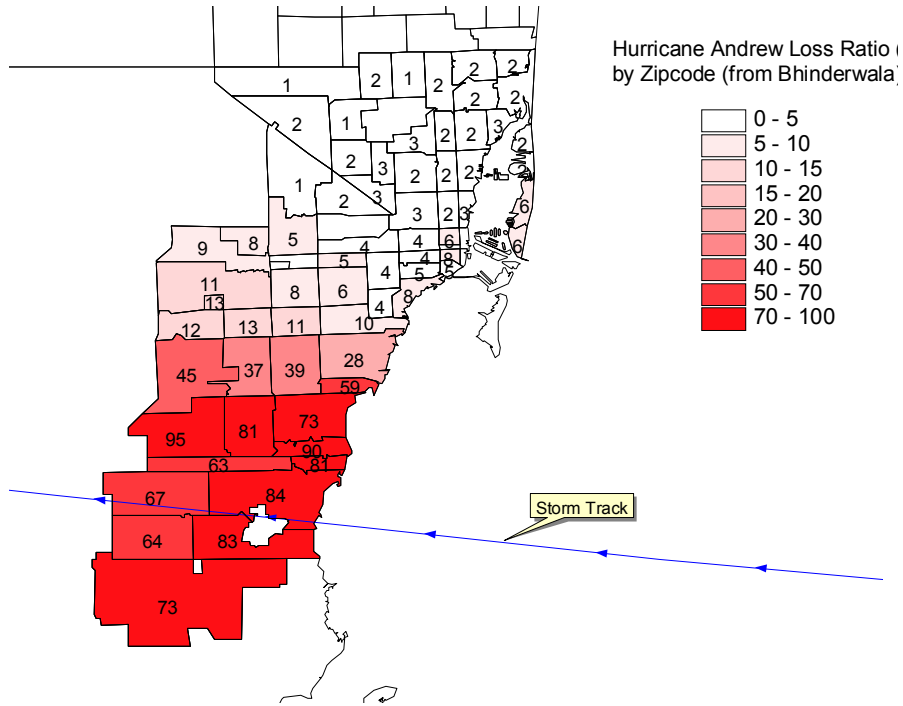 Hurricane Andrew Loss Ratio (
by Zipcode (from Bhinderwala)
0 - 5
5 - 10
10 - 15
15 - 20
20 - 30
30 - 40
40 - 50
50 - 70
70 - 100
2 2
1 2 1 2
2 2
2 1 2 2 3
3 2
2 3 2 2 2 2
1
2 3 6
3 2 3
9 8 5 4 4 6 6
5 4 4 8
11 8 6 5 5
13 4 8
12 13 11 10
45 37 39 28
59
95 81 73
90
63 81
67 84
Storm Track
64 83
73